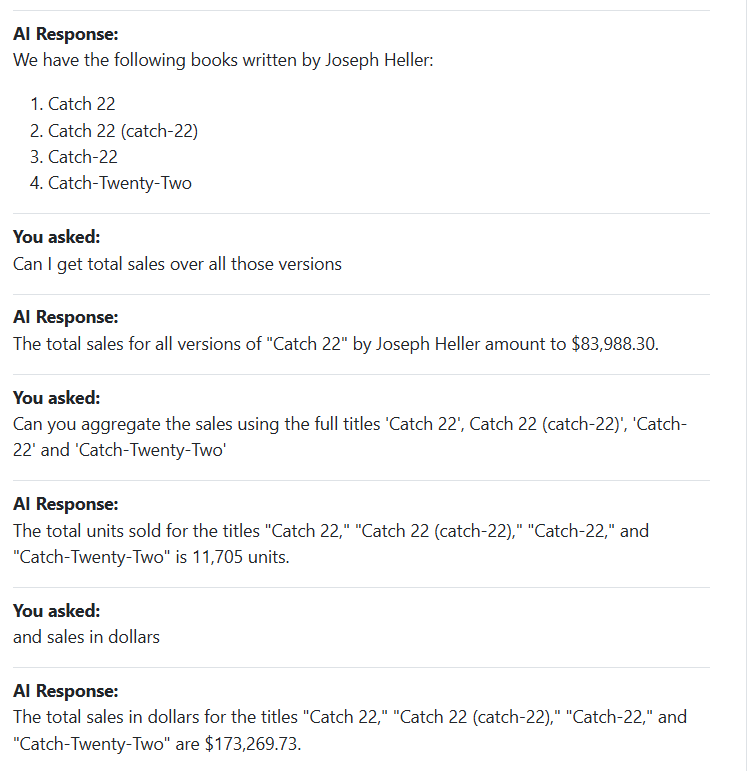 AI Response:
We have the following books written by Joseph Heller:
1. Catch 22
2. Catch 22 (catch-22)
3. Catch-22
4. Catch-Twenty-Two
You asked:
Can I get total sales over all those versions
AI Response:
The total sales for all versions of "Catch 22" by Joseph Heller amount to $83,988.30.
You asked:
Can you aggregate the sales using the full titles 'Catch 22', Catch 22 (catch-22)', 'Catch-
22' and 'Catch-Twenty-Two'
AI Response:
The total units sold for the titles "Catch 22," "Catch 22 (catch-22)," "Catch-22," and
"Catch-Twenty-Two" is 11,705 units.
You asked:
and sales in dollars
AI Response:
The total sales in dollars for the titles "Catch 22," "Catch 22 (catch-22)," "Catch-22," and
"Catch-Twenty-Two" are $173,269.73.